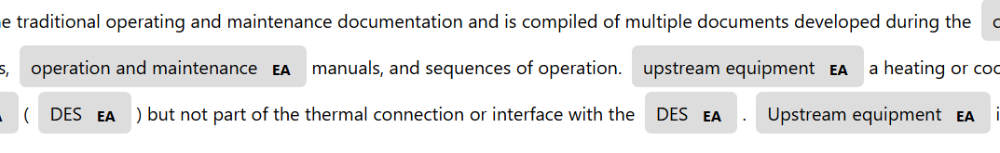 traditional operating and maintenance documentation and is compiled of multiple documents developed during the
operation and maintenance EA manuals, and sequences of operation. upstream equipment EA a heating or
( DES EA ) but not part of the thermal connection or interface with the DES EA . Upstream equipment EA